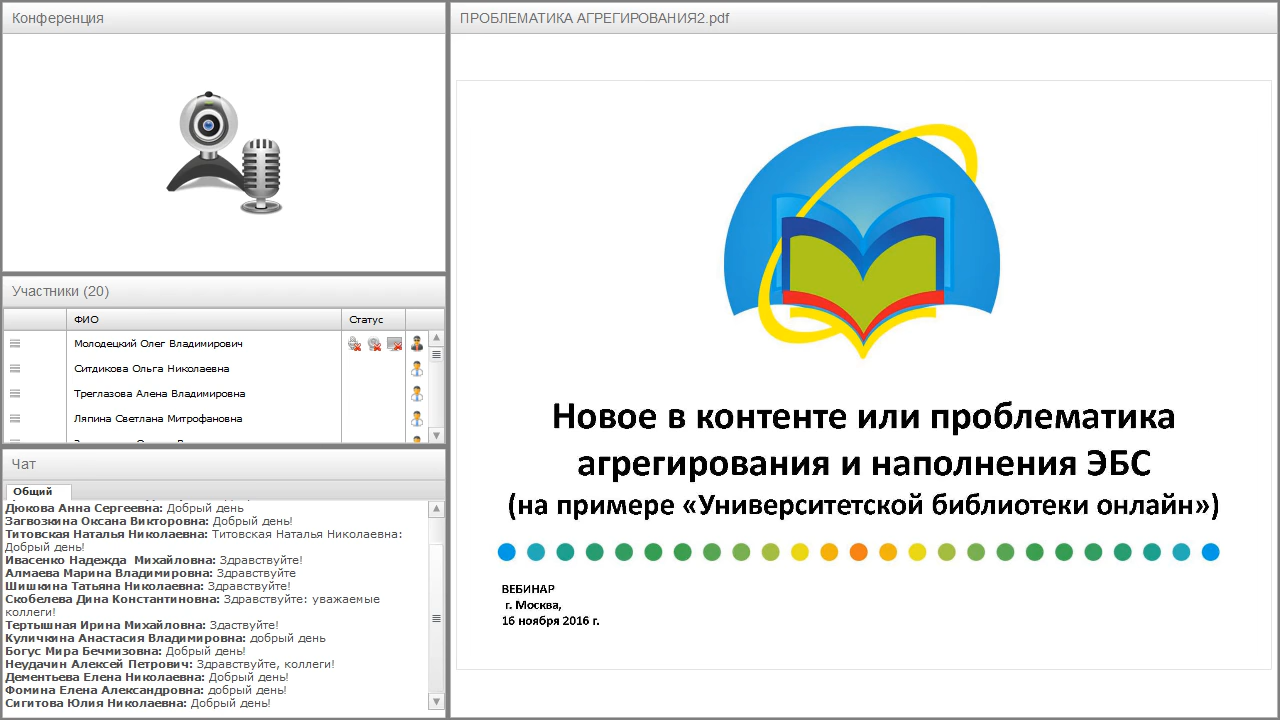 Конференция
Участники (20)
ФИО
Статус
Молодецкий Олег Владимирович
Ситдикова Ольга Николаевна
Треглазова Алена Владимировна
Ляпина Светлана Митрофановна
Чат
Общий
Дюкова Анна Сергеевна: Добрый день
Загвозкина Оксана Викторовна: Добрый день!
Титовская Наталья Николаевна: Титовская Наталья Николаевна:
Добрый день!
Ивасенко Надежда Михайловна: Здравствуйте!
Алмаева Марина Владимировна: Здравствуйте
Шишкина Татьяна Николаевна: Здравствуйте!
Скобелева Дина Константиновна: Здравствуйте: уважаемые
коллеги!
Тертышная Ирина Михайловна: Здаствуйте!
Куличкина Анастасия Владимировна: добрый день
Богус Мира Бечмизовна: Добрый день!
Неудачин Алексей Петрович: Здравствуйте, коллеги!
Дементьева Елена Николаевна: Добрый день!
Фомина Елена Александровна: добрый день!
Сигитова Юлия Николаевна: Добрый день!
ПРОБЛЕМАТИКА АГРЕГИРОВАНИЯ2.pdf
Новое в контенте или проблематика
агрегирования и наполнения ЭБС
(на примере «Университетской библиотеки онлайн»)
ВЕБИНАР
г. Москва,
16 ноября 2016 г.